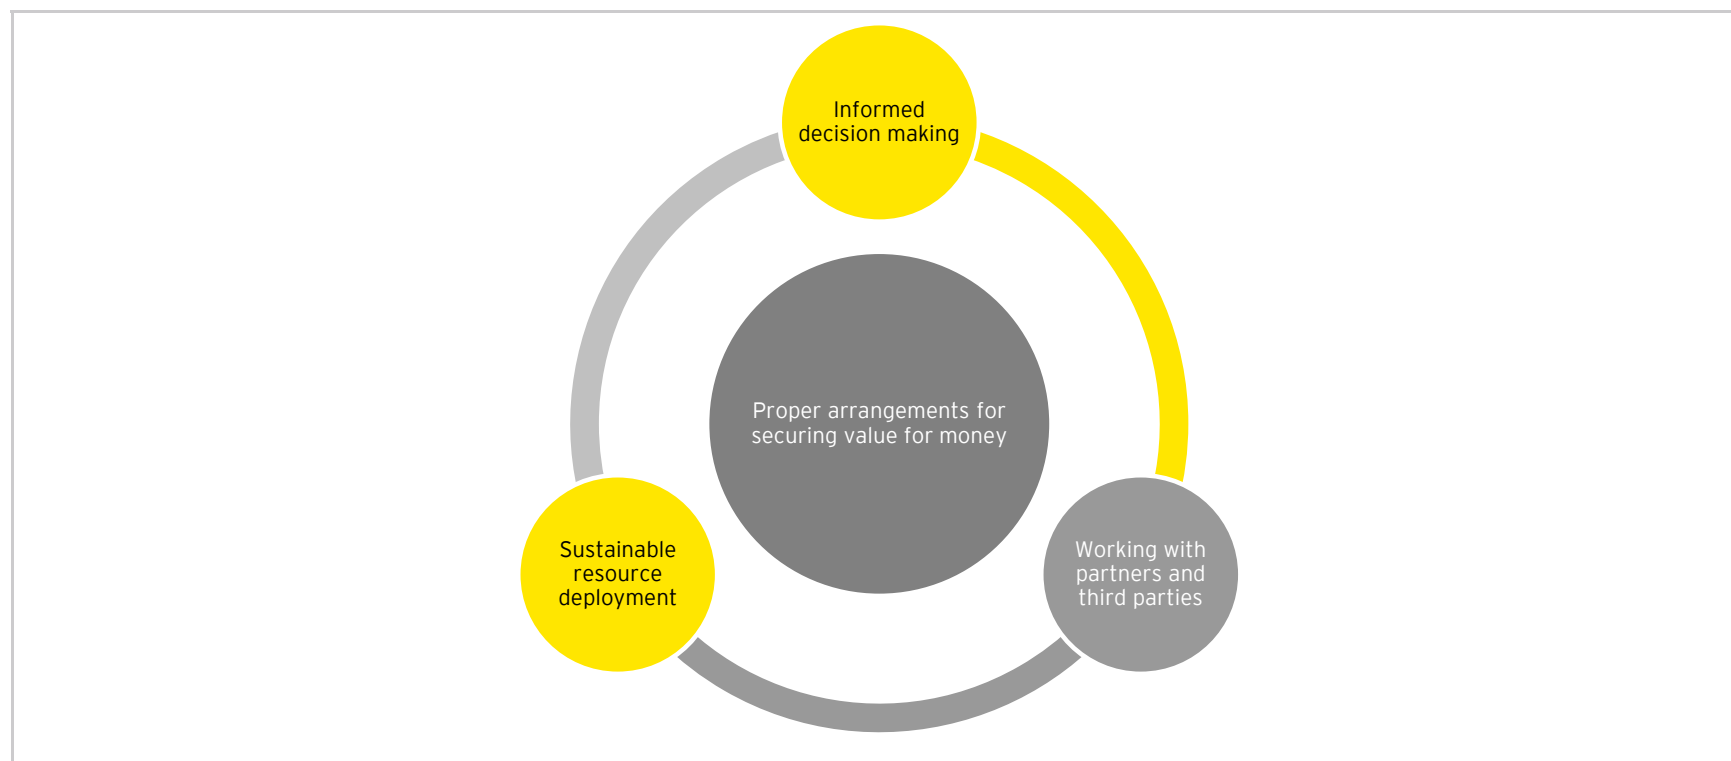 Informed
decision making
Proper arrangements for
securing value for money
Sustainable
resource
deployment
Working with
partners and
third parties